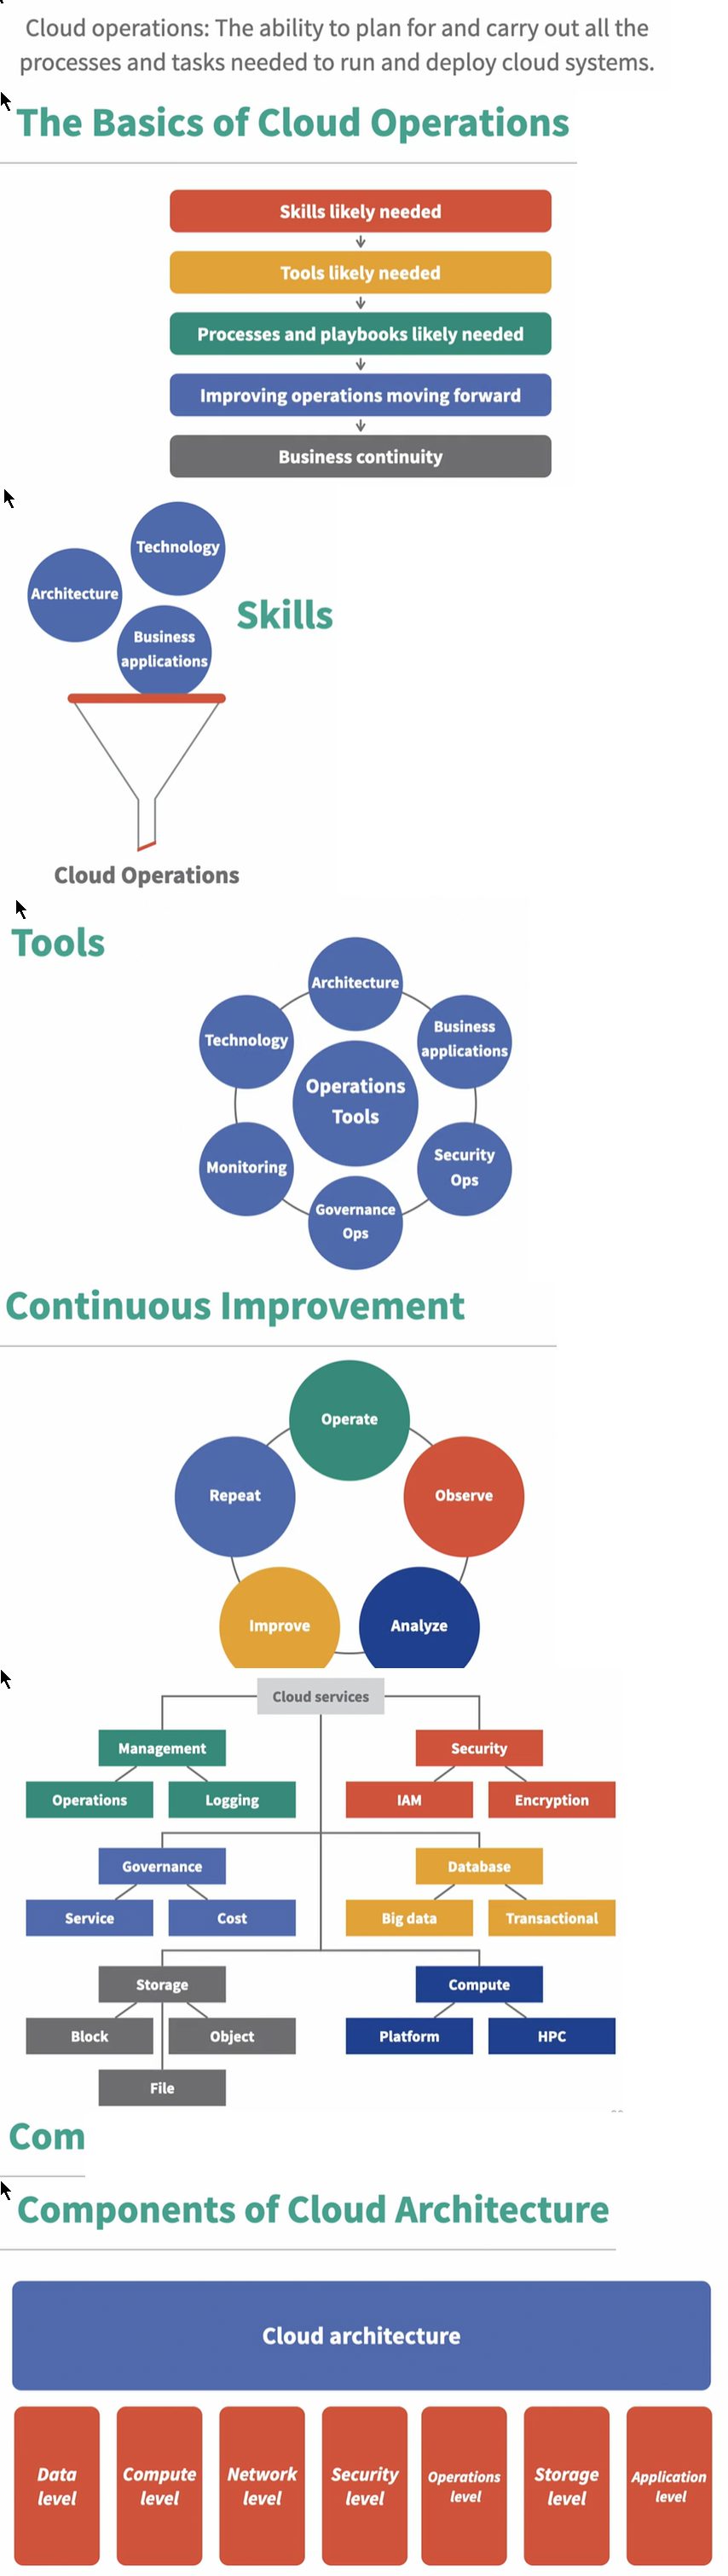 Cloud operations: The ability to plan for and carry out all the
processes and tasks needed to run and deploy cloud systems.
The Basics of Cloud Operations
Skills likely needed
Tools likely needed
Processes and playbooks likely needed
Improving operations moving forward
Business continuity
Technology
Architecture
Skills
Business
applications
Cloud Operations
Tools
Architecture
Technology
Business
applications
Operations
Tools
Monitoring
Security
Ops
Governance
Ops
Continuous Improvement
Operate
Repeat
Observe
Improve
Analyze
Cloud services
Management
Security
Operations
Logging
IAM
Encryption
Governance
Database
Service
Cost
Big data
Transactional
Storage
Compute
Block
Object
Platform
HPC
File
Com
Components of Cloud Architecture
Cloud architecture
Data
level
Compute
level
Network
level
Security
level
Operations
level
Storage
level
Application
level